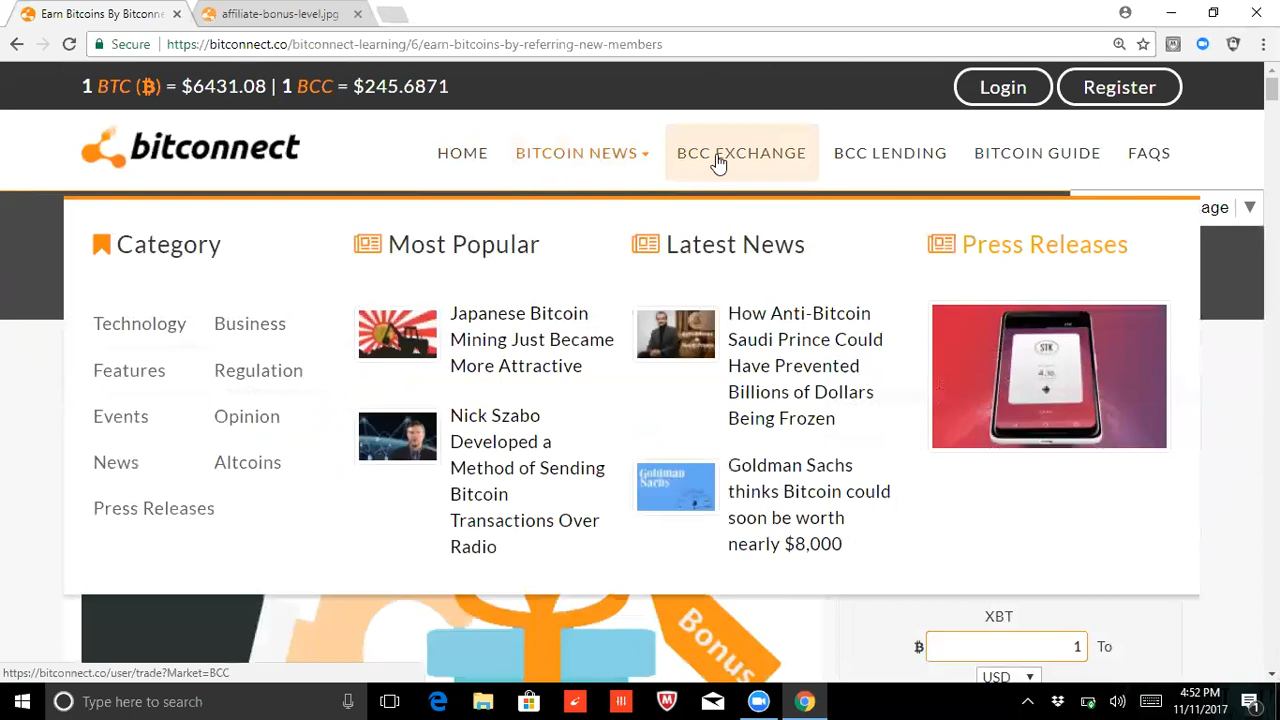 Earn Bitcoins By Bitconne
affiliate-bonus-level.jpg
Secure
https://bitconnect.co/bitconnect-learning/6/earn-bitcoins-by-referring-new-members
1 BTC (₿) = $6431.08 | 1 BCC = $245.6871
Login
Register
bitconnect
HOME
BITCOIN NEWS
BCC EXCHANGE
BCC LENDING
BITCOIN GUIDE
FAQS
age
Category
Most Popular
Latest News
Press Releases
Technology
Business
Features
Regulation
Events
Opinion
News
Altcoins
Press Releases
Japanese Bitcoin
Mining Just Became
More Attractive
Nick Szabo
Developed a
Method of Sending
Bitcoin
Transactions Over
Radio
How Anti-Bitcoin
Saudi Prince Could
Have Prevented
Billions of Dollars
Being Frozen
Goldman
Sachs
Goldman Sachs
thinks Bitcoin could
soon be worth
nearly $8,000
STK
Bonus
XBT
1
To
USD
https://bitconnect.co/user/trade?Market=BCC
Type here to search
4:52 PM
11/11/2017